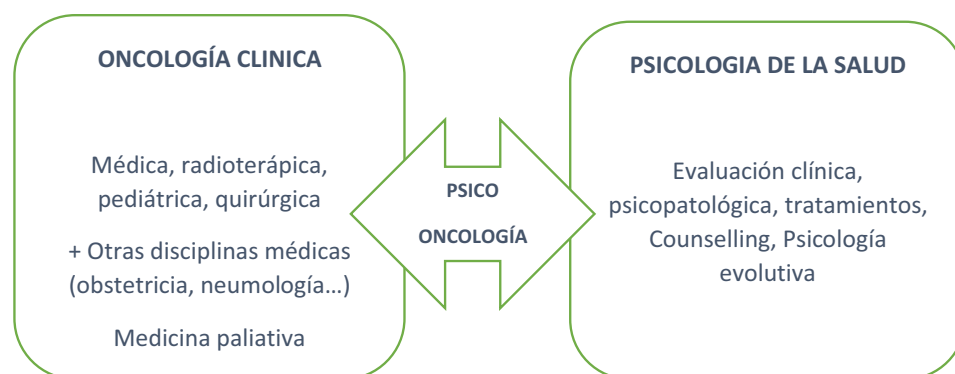 ONCOLOGÍA CLINICA
Médica, radioterápica,
pediátrica, quirúrgica
+ Otras disciplinas médicas
(obstetricia, neumología…)
Medicina paliativa
PSICO
ONCOLOGÍA
PSICOLOGIA DE LA SALUD
Evaluación clínica,
psicopatológica, tratamientos,
Counselling, Psicología
evolutiva